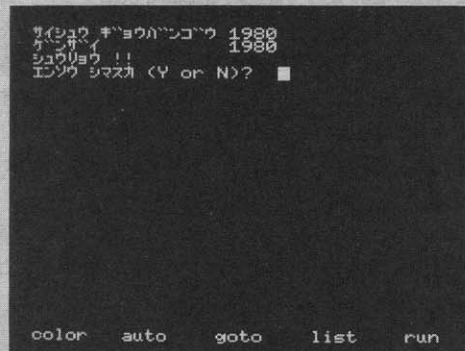 サイシュウ ギョウバンゴウ 1980
ゲンザイ 1980
シュウリョウ !!
エンソウ シマスカ (Y or N)?
color auto goto list run